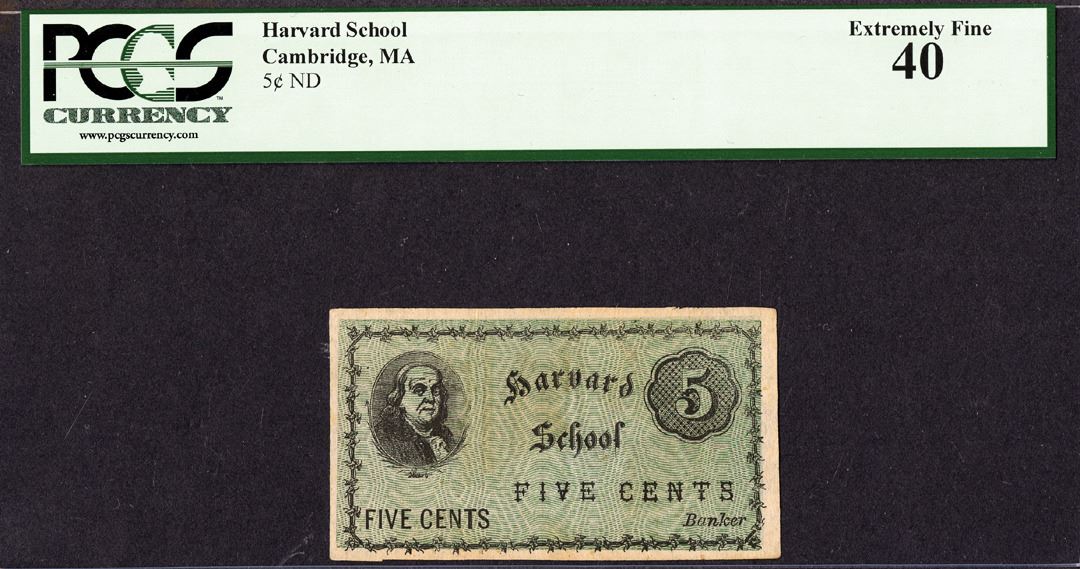 PCGS
CURRENCY
www.pcgscurrency.com
Harvard School
Cambridge, MA
5¢ ND
Extremely Fine
40
Harvard
School
5
FIVE CENTS
FIVE CENTS
Banker